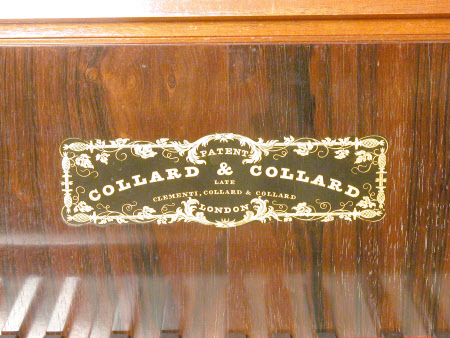 PATENT
COLLARD & COLLARD
LATE
CLEMENTI, COLLARD & COLLARD
LONDON